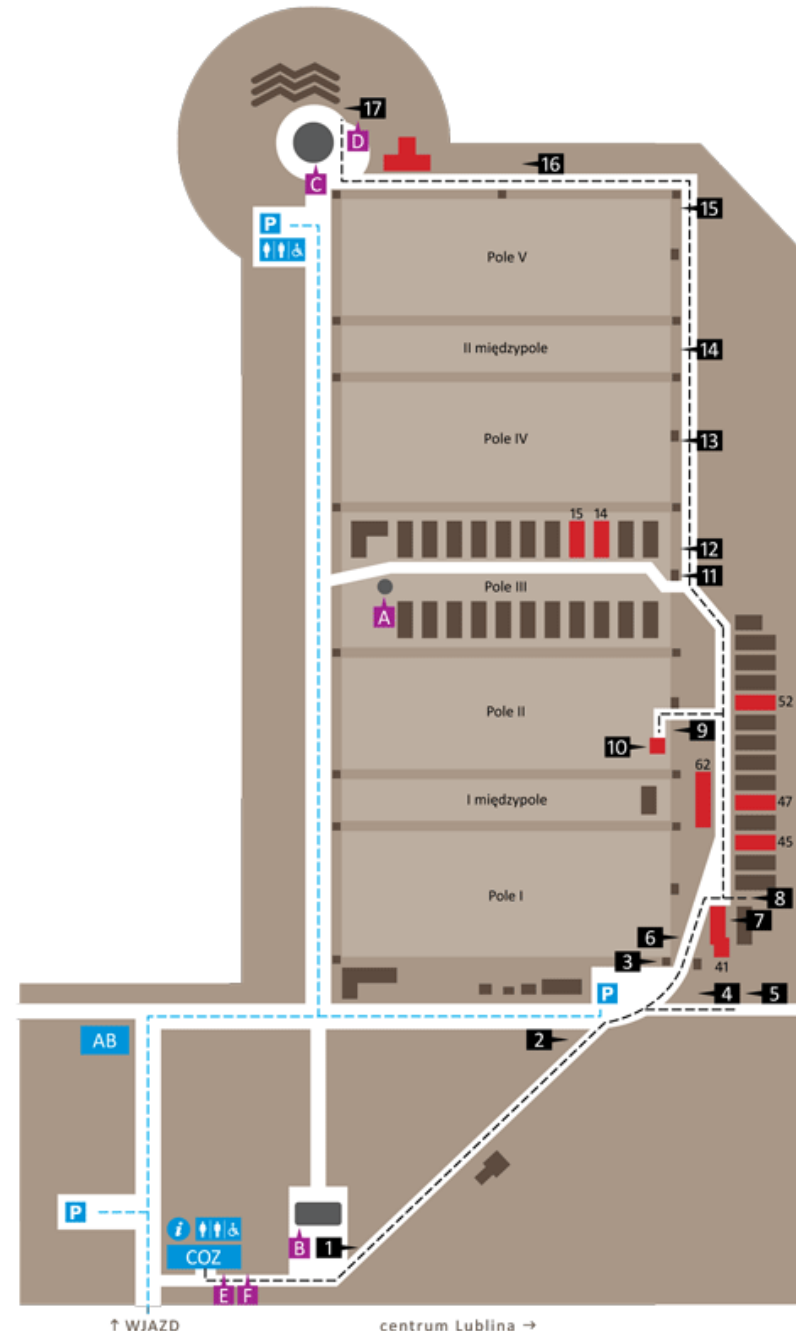 17
D
C
16
P
15
Pole V
II międzypole
14
Pole IV
13
15 14
12
11
Pole III
A
52
Pole II
9
10
62
I międzypole
47
45
Pole I
8
7
6
3
41
P
4
5
AB
2
P
i
COZ
B
1
E
F
↑ WJAZD
centrum Lublina →